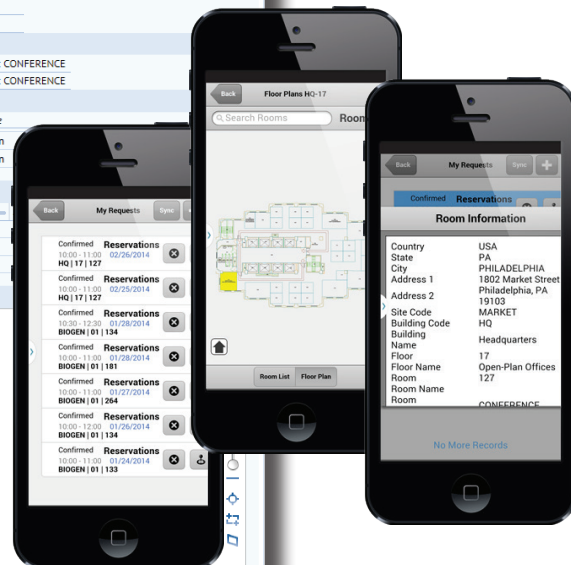 : CONFERENCE
: CONFERENCE
Back
My Requests
Sync
Confirmed Reservations
10:00 - 11:00 02/26/2014
HQ | 17 | 127
Confirmed Reservations
10:00 - 11:00 02/25/2014
HQ | 17 | 127
Confirmed Reservations
10:30 - 12:30 01/28/2014
BIOGEN | 01 | 134
Confirmed Reservations
10:00 - 11:00 01/28/2014
BIOGEN | 01 | 181
Confirmed Reservations
10:00 - 11:00 01/27/2014
BIOGEN | 01 | 264
Confirmed Reservations
10:00 - 12:00 01/26/2014
BIOGEN | 01 | 134
Confirmed Reservations
10:00 - 11:00 01/24/2014
BIOGEN | 01 | 133
Back
Floor Plans HQ-17
Search Rooms
Room
Room List
Floor Plan
Back
My Requests
Sync
Confirmed Reservations
Room Information
Country USA
State PA
City PHILADELPHIA
Address 1 1802 Market Street
Address 2 Philadelphia, PA
19103
Site Code MARKET
Building Code HQ
Building
Name Headquarters
Floor 17
Floor Name Open-Plan Offices
Room 127
Room Name
Room CONFERENCE
No More Records